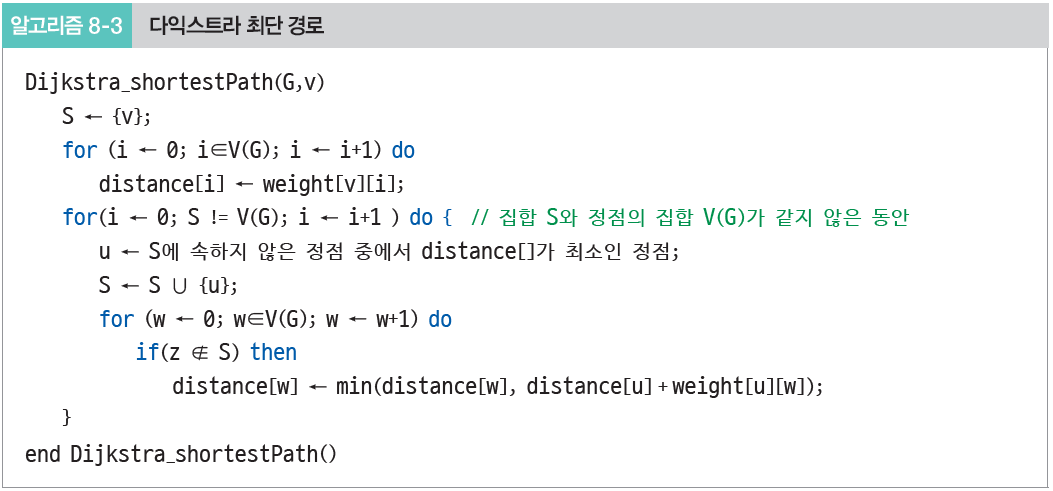 알고리즘 8-3 다익스트라 최단 경로
Dijkstra_shortestPath(G,v)
S ← {v};
for (i ← 0; i∈V(G); i ← i+1) do
distance[i] ← weight[v][i];
for(i ← 0; S != V(G); i ← i+1 ) do { // 집합 S와 정점의 집합 V(G)가 같지 않은 동안
u ← S에 속하지 않은 정점 중에서 distance[]가 최소인 정점;
S ← S ∪ {u};
for (w ← 0; w∈V(G); w ← w+1) do
if(z ∉ S) then
distance[w] ← min(distance[w], distance[u] + weight[u][w]);
}
end Dijkstra_shortestPath()